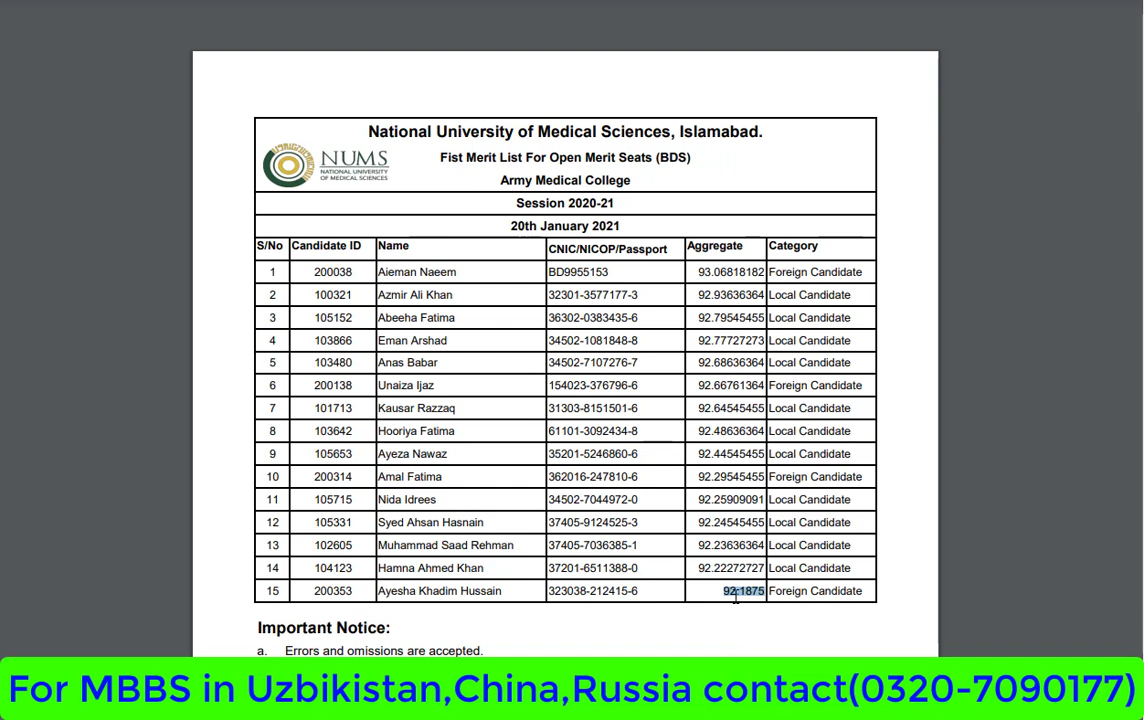 National University of Medical Sciences, Islamabad.
NUMS
NATIONAL UNIVERSITY
OF MEDICAL SCIENCES
Fist Merit List For Open Merit Seats (BDS)
Army Medical College
Session 2020-21
20th January 2021
S/No Candidate ID Name CNIC/NICOP/Passport Aggregate Category
1 200038 Aieman Naeem BD9955153 93.06818182 Foreign Candidate
2 100321 Azmir Ali Khan 32301-3577177-3 92.93636364 Local Candidate
3 105152 Abeeha Fatima 36302-0383435-6 92.79545455 Local Candidate
4 103866 Eman Arshad 34502-1081848-8 92.77727273 Local Candidate
5 103480 Anas Babar 34502-7107276-7 92.68636364 Local Candidate
6 200138 Unaiza Ijaz 154023-376796-6 92.66761364 Foreign Candidate
7 101713 Kausar Razzaq 31303-8151501-6 92.64545455 Local Candidate
8 103642 Hooriya Fatima 61101-3092434-8 92.48636364 Local Candidate
9 105653 Ayeza Nawaz 35201-5246860-6 92.44545455 Local Candidate
10 200314 Amal Fatima 362016-247810-6 92.29545455 Foreign Candidate
11 105715 Nida Idrees 34502-7044972-0 92.25909091 Local Candidate
12 105331 Syed Ahsan Hasnain 37405-9124525-3 92.24545455 Local Candidate
13 102605 Muhammad Saad Rehman 37405-7036385-1 92.23636364 Local Candidate
14 104123 Hamna Ahmed Khan 37201-6511388-0 92.22272727 Local Candidate
15 200353 Ayesha Khadim Hussain 323038-212415-6 92.1875 Foreign Candidate
Important Notice:
a. Errors and omissions are accepted.
For MBBS in Uzbikistan,China,Russia contact(0320-7090177)